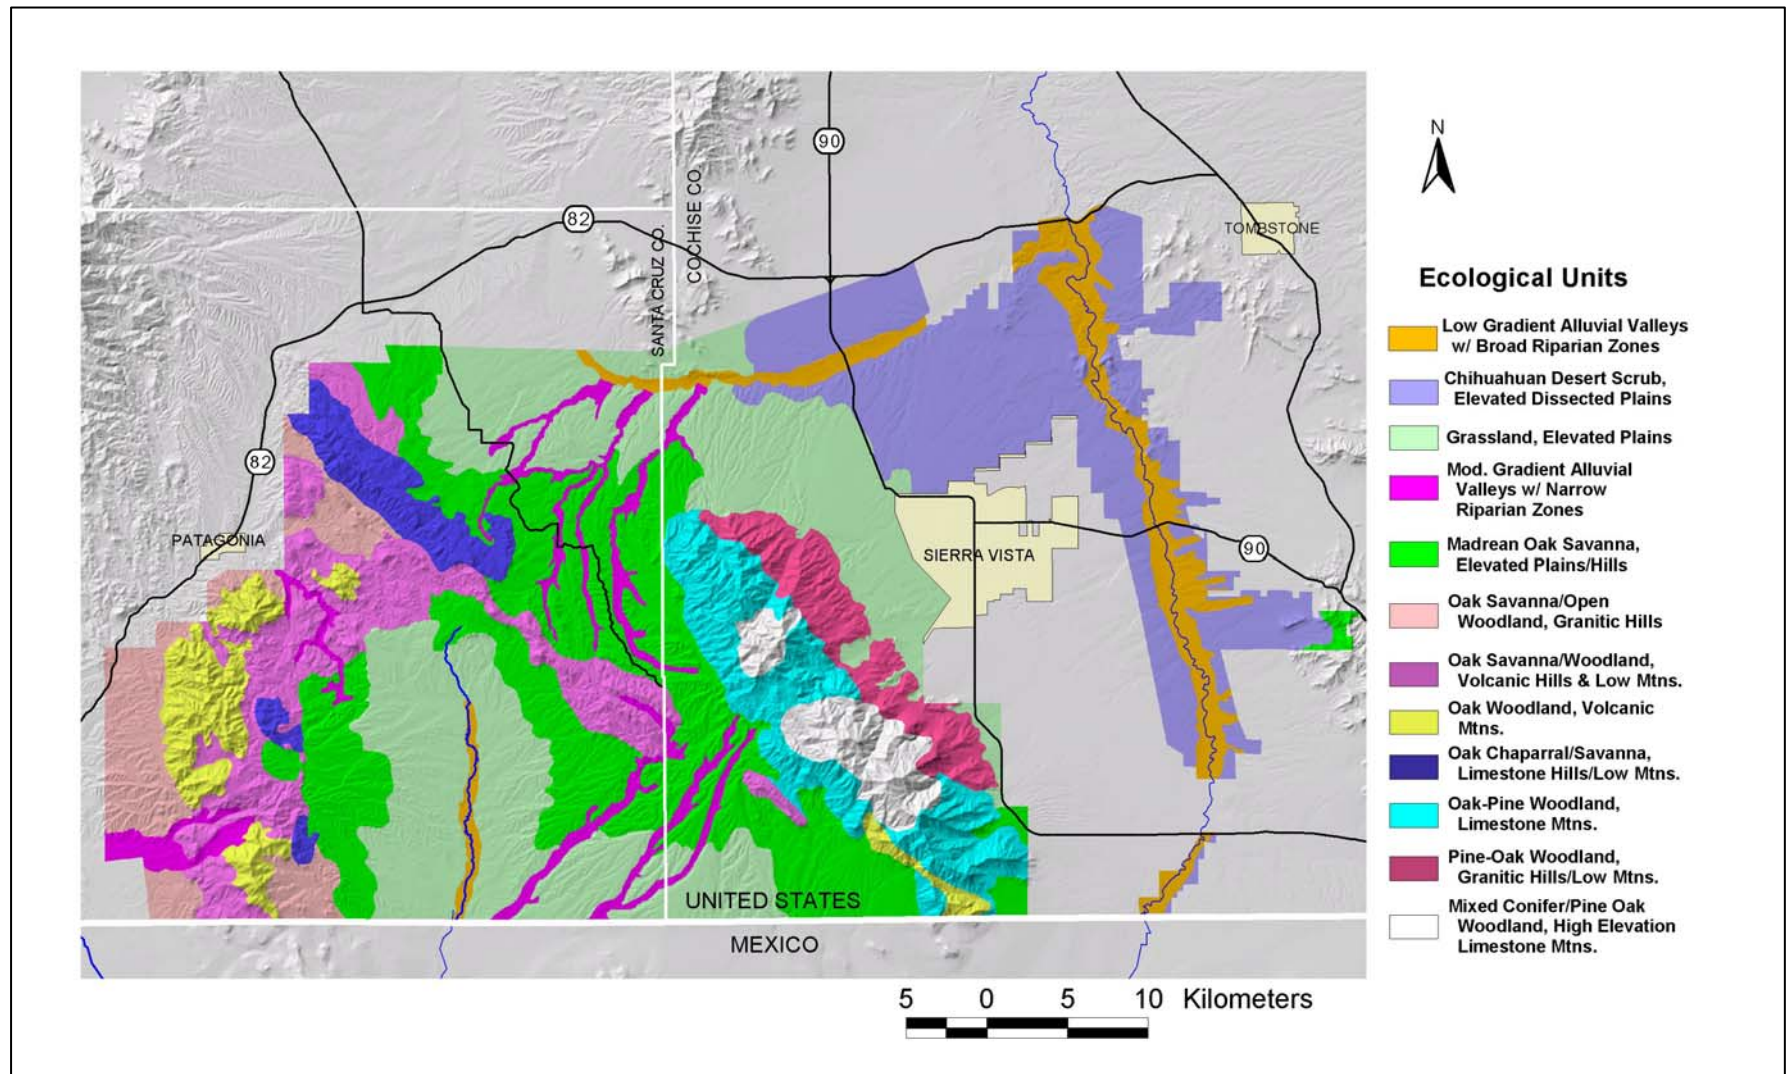 90
82
SANTA CRUZ CO.
COCHISE CO.
TOMBSTONE
82
PATAGONIA
SIERRA VISTA
90
UNITED STATES
MEXICO
N
Ecological Units
Low Gradient Alluvial Valleys
w/ Broad Riparian Zones
Chihuahuan Desert Scrub,
Elevated Dissected Plains
Grassland, Elevated Plains
Mod. Gradient Alluvial
Valleys w/ Narrow
Riparian Zones
Madrean Oak Savanna,
Elevated Plains/Hills
Oak Savanna/Open
Woodland, Granitic Hills
Oak Savanna/Woodland,
Volcanic Hills & Low Mtns.
Oak Woodland, Volcanic
Mtns.
Oak Chaparral/Savanna,
Limestone Hills/Low Mtns.
Oak-Pine Woodland,
Limestone Mtns.
Pine-Oak Woodland,
Granitic Hills/Low Mtns.
Mixed Conifer/Pine Oak
Woodland, High Elevation
Limestone Mtns.
5 0 5 10 Kilometers